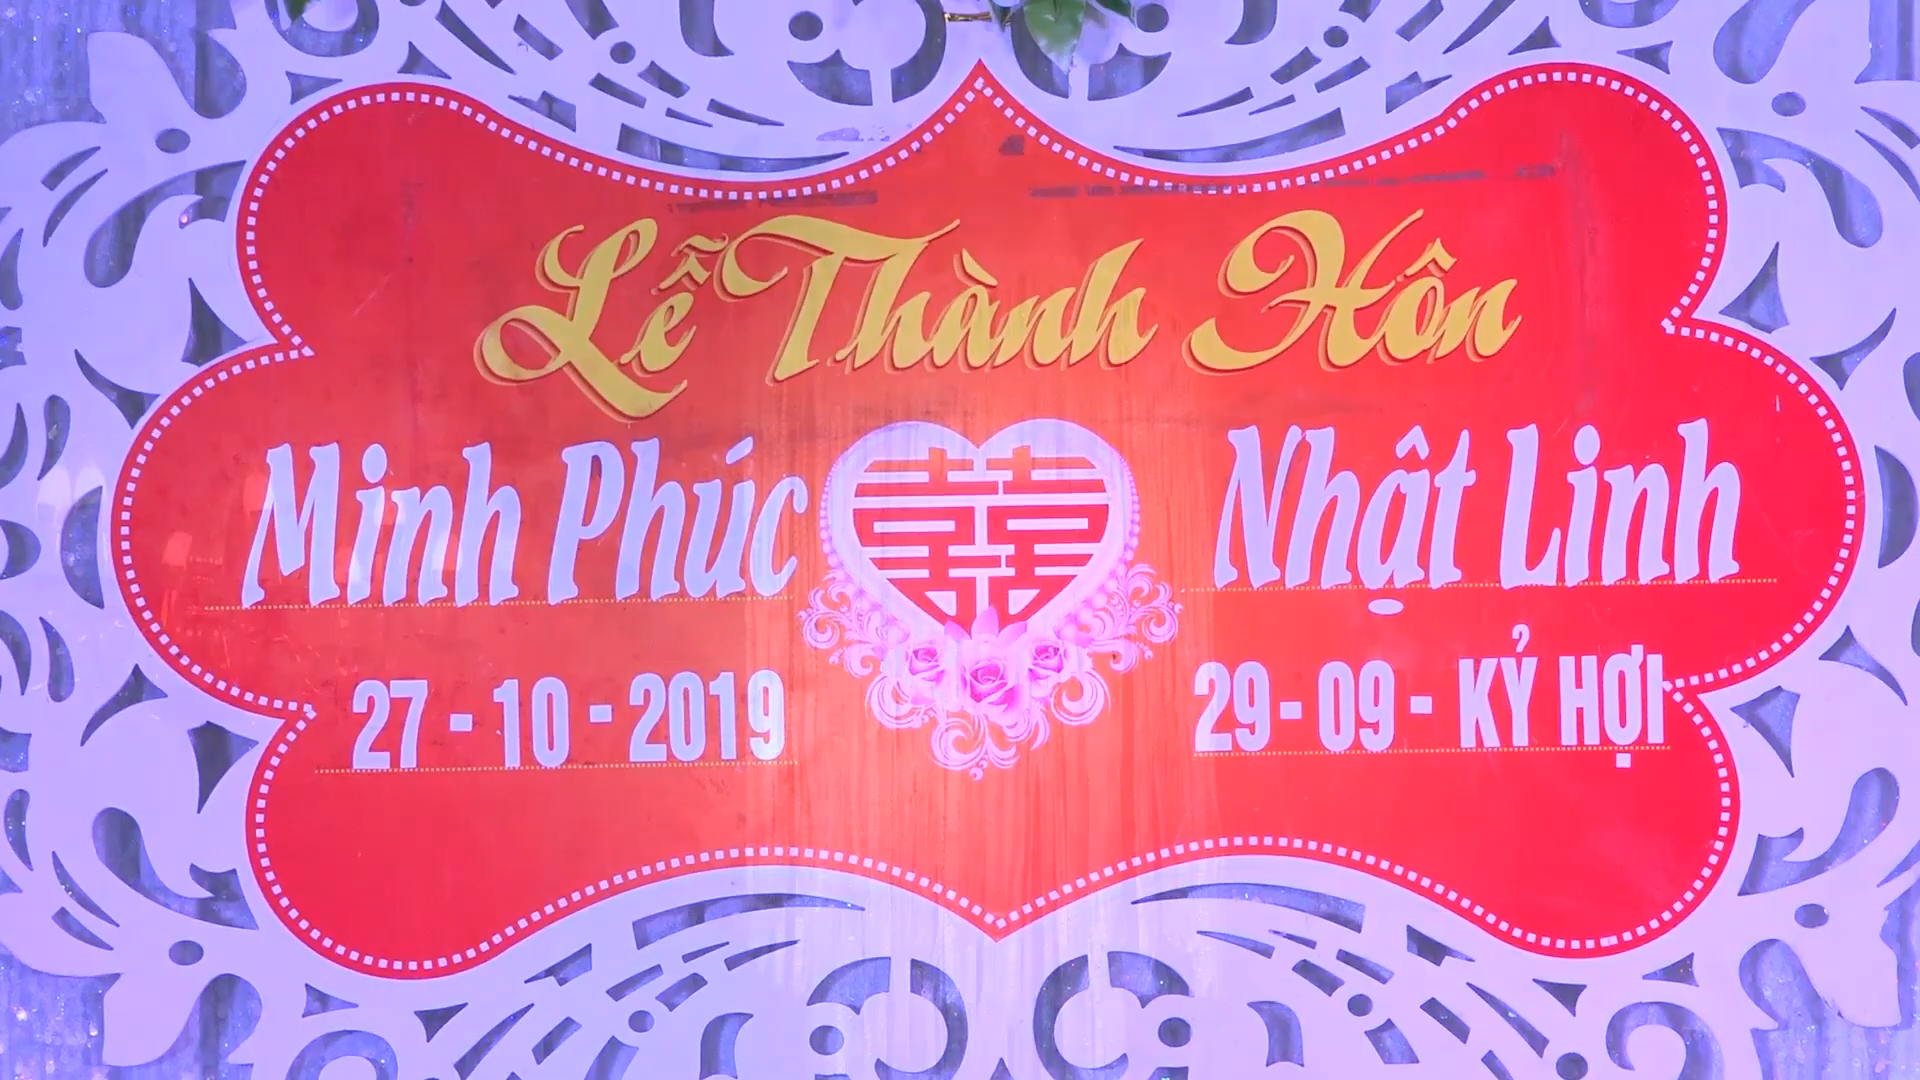 Lễ Thành Hôn
Minh Phúc 囍 Nhật Linh
27 - 10 - 2019 29 - 09 - KỶ HỢI